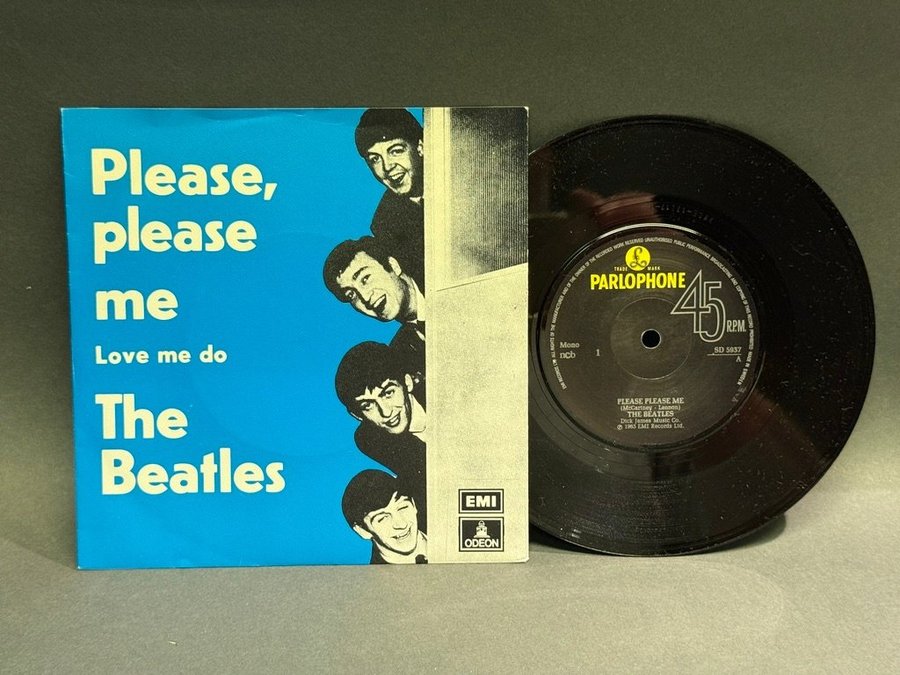 Please,
please
me
Love me do
The
Beatles
EMI
ODEON
TRADE MARK
PARLOPHONE
45
R.P.M.
Mono
ncb
1
SD 5937
A
PLEASE PLEASE ME
(McCartney - Lennon)
THE BEATLES
Dick James Music Co.
℗ 1963 EMI Records Ltd.